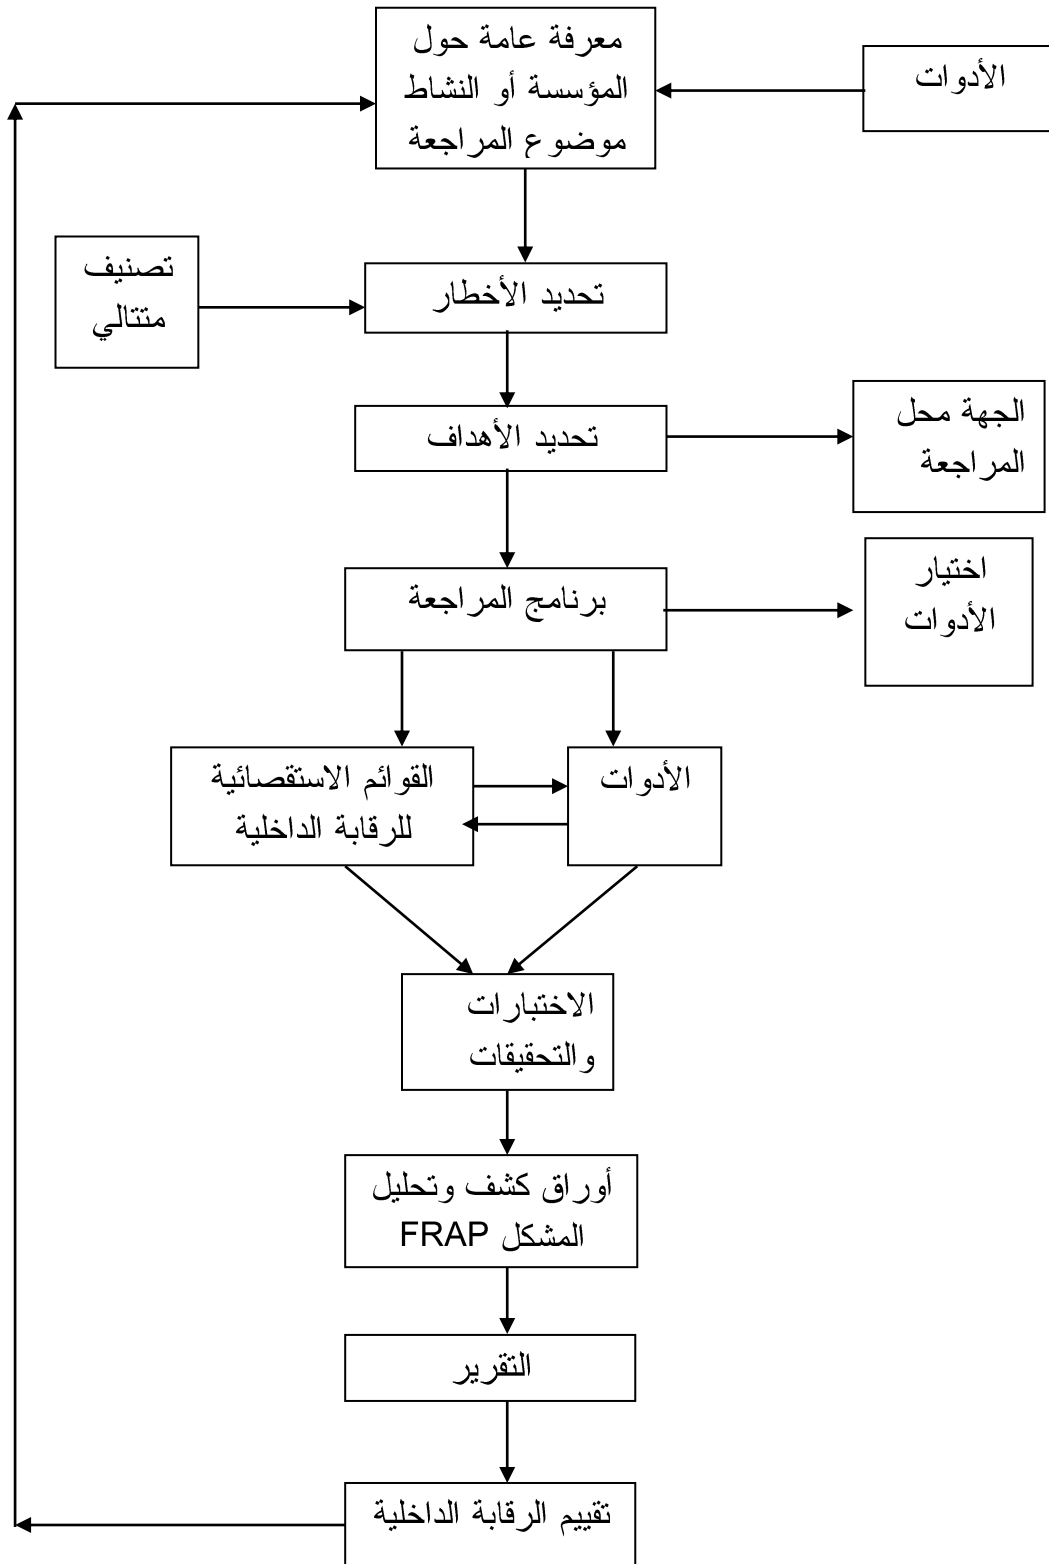 معرفة عامة حول
المؤسسة أو النشاط
موضوع المراجعة
الأدوات
تصنيف
متتالي
تحديد الأخطار
تحديد الأهداف
الجهة محل
المراجعة
برنامج المراجعة
اختيار
الأدوات
القوائم الاستقصائية
للرقابة الداخلية
الأدوات
الاختبارات
والتحقيقات
أوراق كشف وتحليل
المشكل FRAP
التقرير
تقييم الرقابة الداخلية